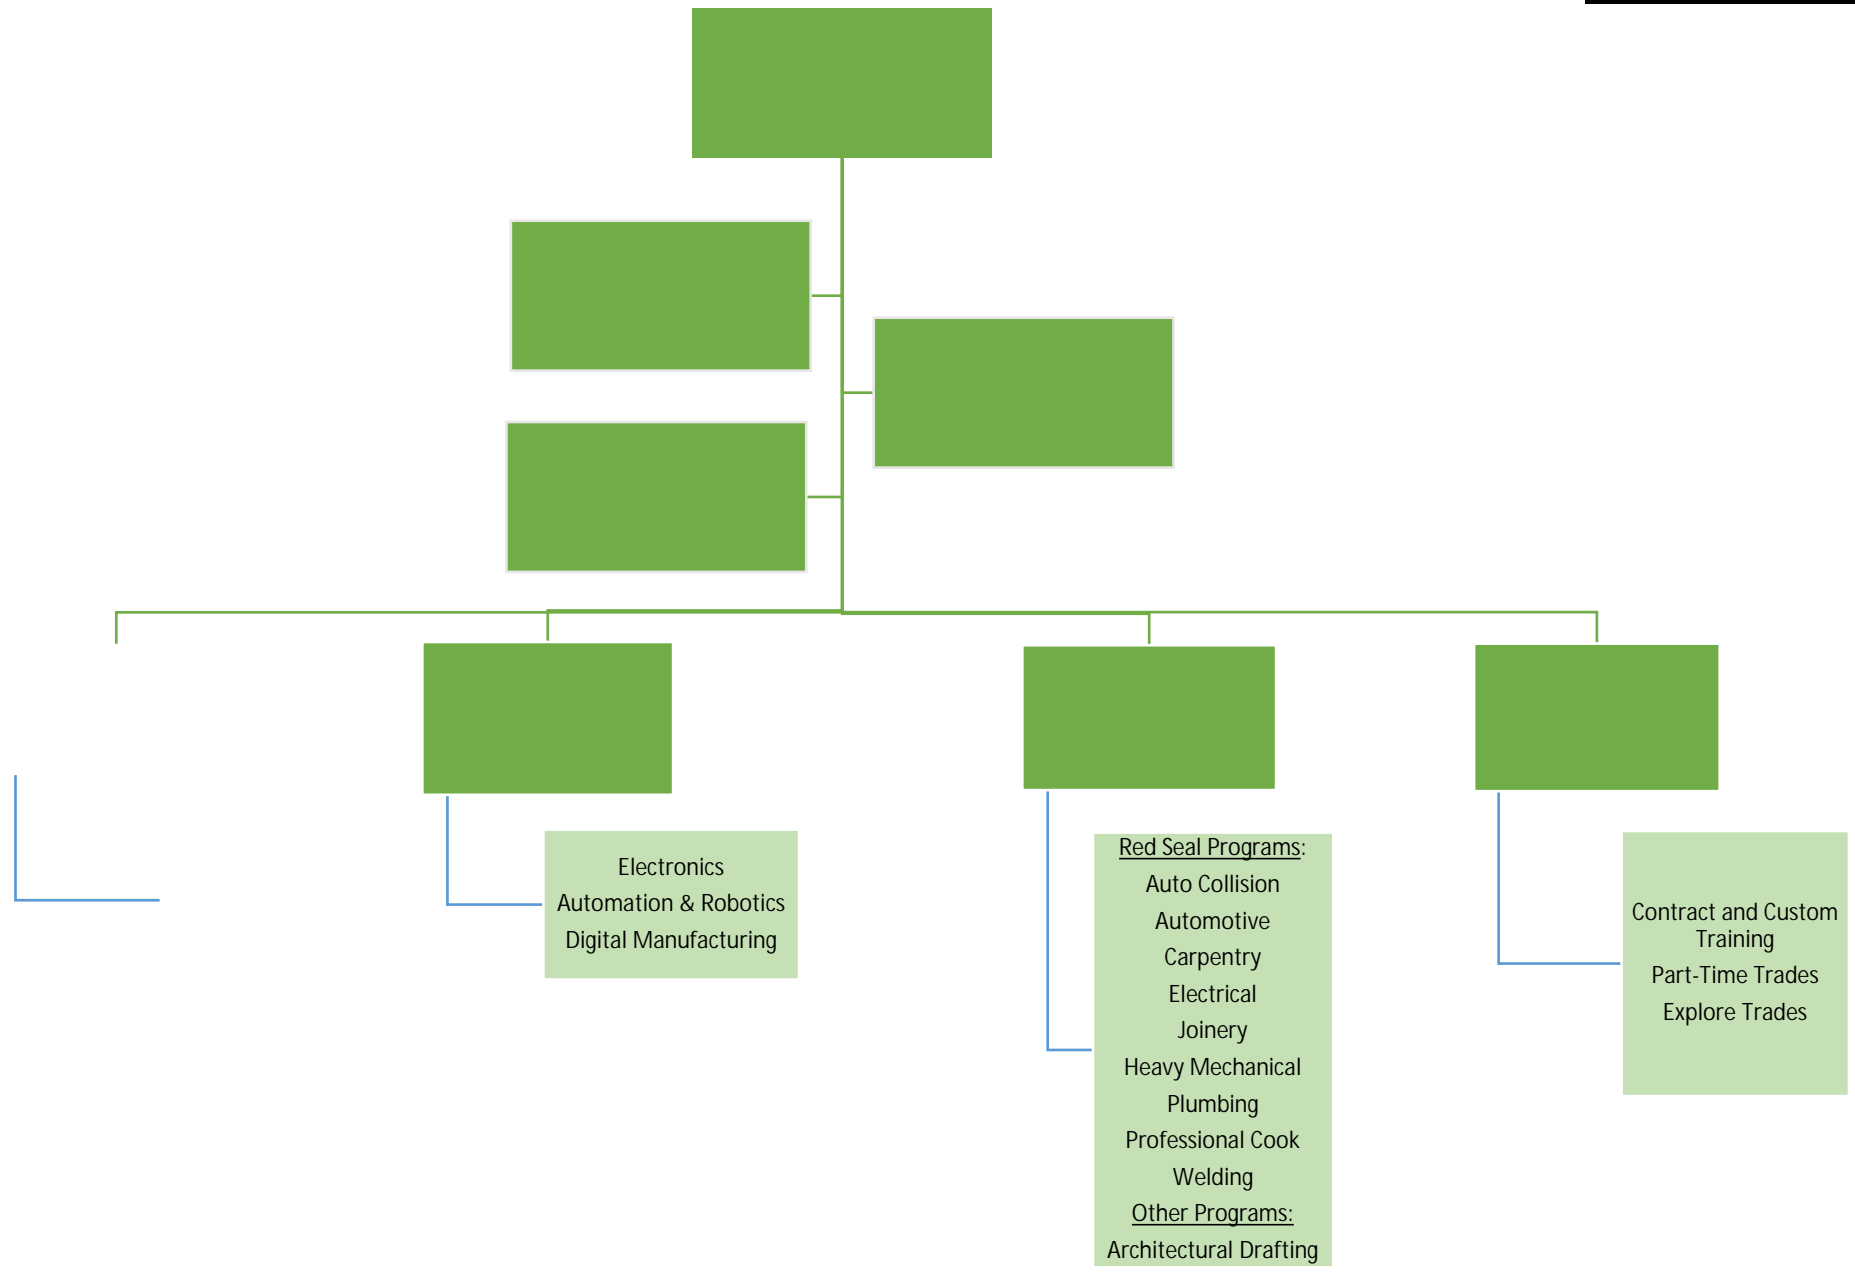 Electronics
Automation & Robotics
Digital Manufacturing
Red Seal Programs:
Auto Collision
Automotive
Carpentry
Electrical
Joinery
Heavy Mechanical
Plumbing
Professional Cook
Welding
Other Programs:
Architectural Drafting
Contract and Custom
Training
Part-Time Trades
Explore Trades